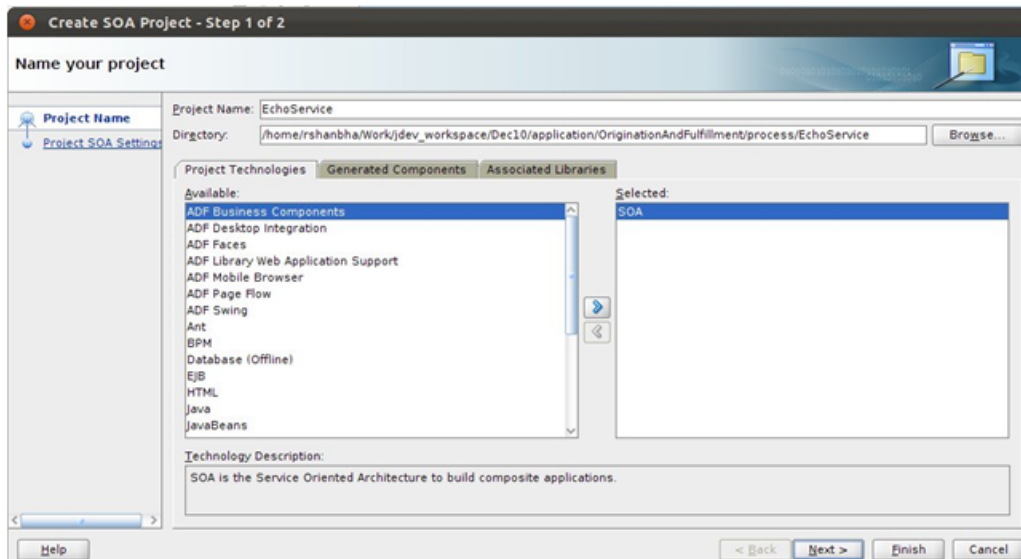 Create SOA Project - Step 1 of 2
Name your project
Project Name
Project SOA Settings
Project Name: EchoService
Directory: /home/rshanbha/Work/jdev_workspace/Dec10/application/OriginationAndFulfillment/process/EchoService Browse...
Project Technologies Generated Components Associated Libraries
Available:
ADF Business Components
ADF Desktop Integration
ADF Faces
ADF Library Web Application Support
ADF Mobile Browser
ADF Page Flow
ADF Swing
Ant
BPM
Database (Offline)
EJB
HTML
Java
JavaBeans
Selected:
SOA
Technology Description:
SOA is the Service Oriented Architecture to build composite applications.
Help < Back Next > Finish Cancel